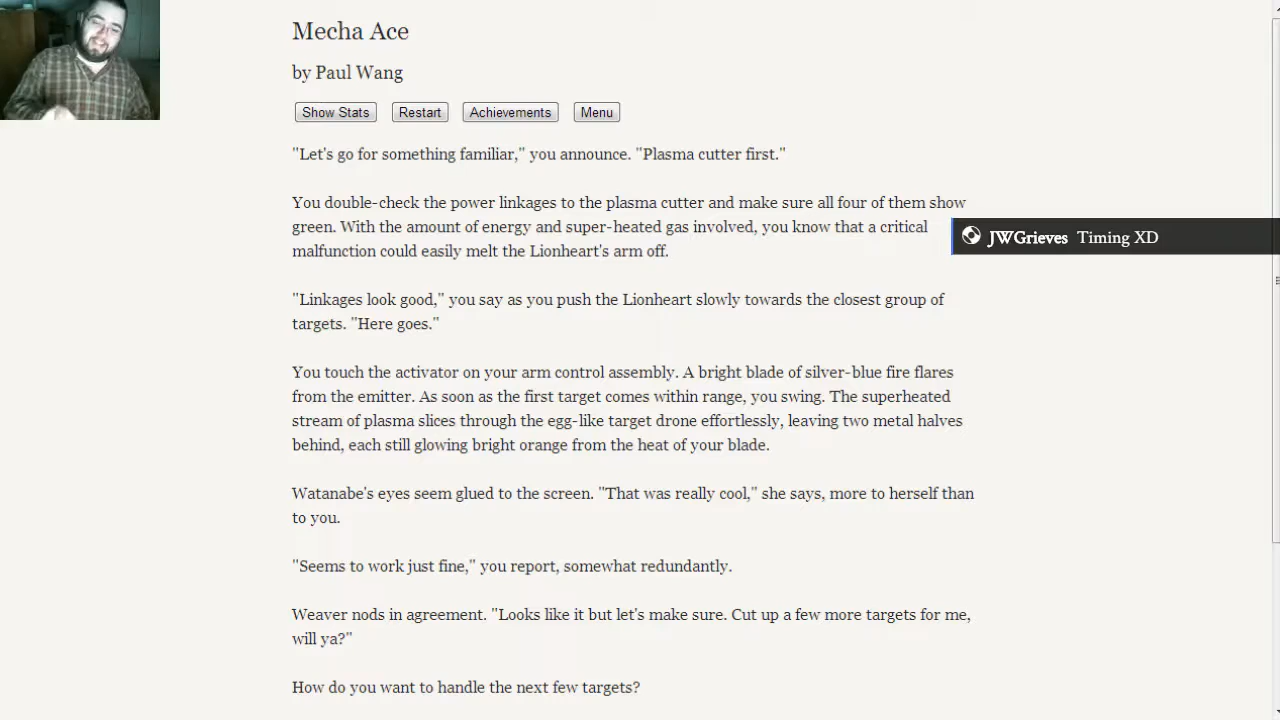 Mecha Ace
by Paul Wang
Show Stats Restart Achievements Menu
"Let's go for something familiar," you announce. "Plasma cutter first."
You double-check the power linkages to the plasma cutter and make sure all four of them show
green. With the amount of energy and super-heated gas involved, you know that a critical
malfunction could easily melt the Lionheart's arm off.
JWGrieves Timing XD
"Linkages look good," you say as you push the Lionheart slowly towards the closest group of
targets. "Here goes."
You touch the activator on your arm control assembly. A bright blade of silver-blue fire flares
from the emitter. As soon as the first target comes within range, you swing. The superheated
stream of plasma slices through the egg-like target drone effortlessly, leaving two metal halves
behind, each still glowing bright orange from the heat of your blade.
Watanabe's eyes seem glued to the screen. "That was really cool," she says, more to herself than
to you.
"Seems to work just fine," you report, somewhat redundantly.
Weaver nods in agreement. "Looks like it but let's make sure. Cut up a few more targets for me,
will ya?"
How do you want to handle the next few targets?